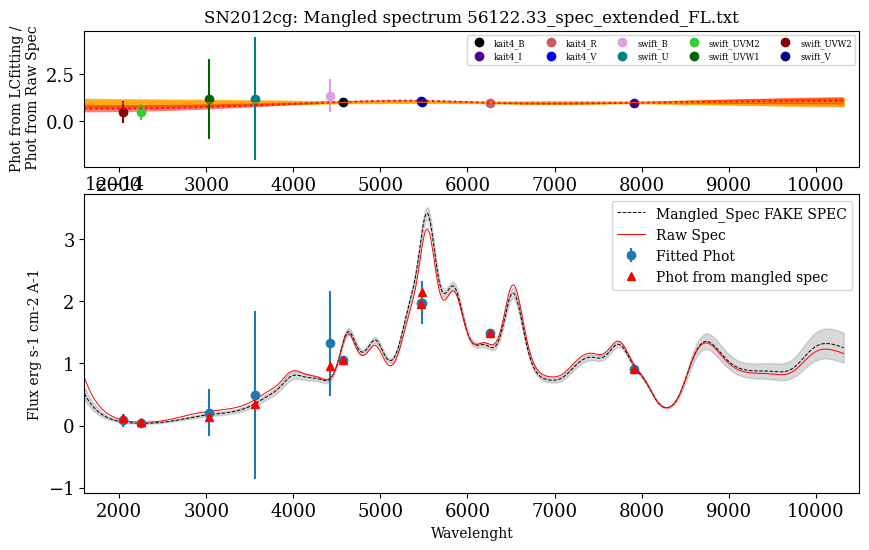 SN2012cg: Mangled spectrum 56122.33_spec_extended_FL.txt
Phot from LCfitting /
Phot from Raw Spec
kait4_B kait4_R swift_B swift_UVM2 swift_UVW2
kait4_I kait4_V swift_U swift_UVW1 swift_V
2.5
0.0
2000 3000 4000 5000 6000 7000 8000 9000 10000
1e−14
Mangled_Spec FAKE SPEC
Raw Spec
Fitted Phot
Phot from mangled spec
Flux erg s-1 cm-2 A-1
3
2
1
0
−1
2000 3000 4000 5000 6000 7000 8000 9000 10000
Wavelenght